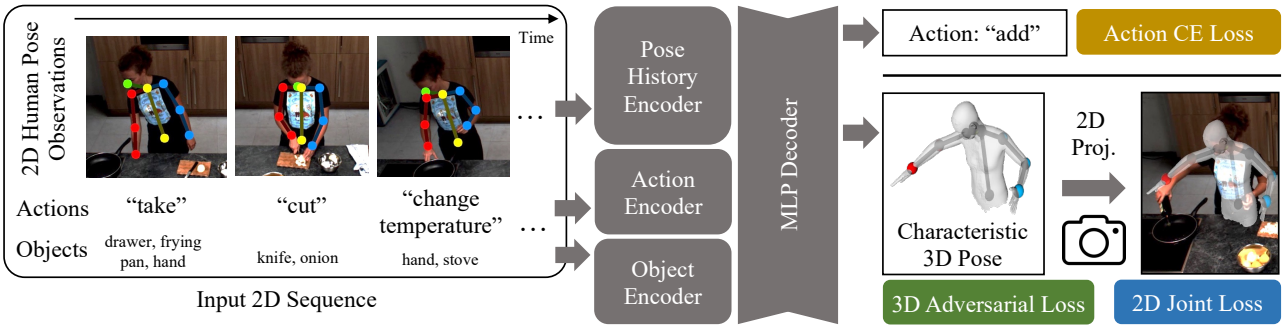 2D Human Pose
Observations
Time
...
Actions
"take"
"cut"
"change
temperature"
...
Objects
drawer, frying
pan, hand
knife, onion
hand, stove
Input 2D Sequence
Pose
History
Encoder
Action
Encoder
Object
Encoder
MLP Decoder
Action: "add"
Action CE Loss
Characteristic
3D Pose
2D
Proj.
3D Adversarial Loss
2D Joint Loss